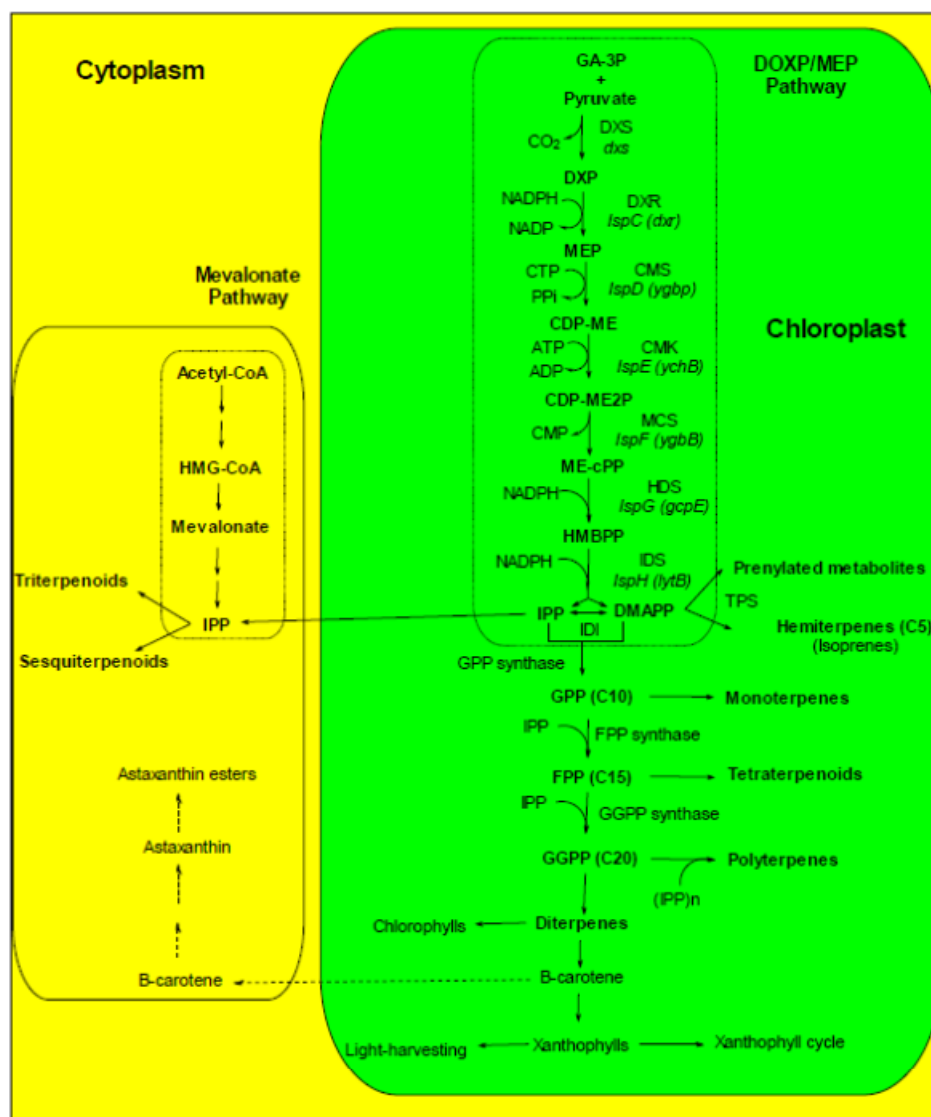 Cytoplasm
DOXP/MEP
Pathway
GA-3P
+
Pyruvate
CO₂
DXS
dxs
DXP
NADPH
NADP
DXR
IspC (dxr)
MEP
CTP
PPi
CMS
IspD (ygbp)
CDP-ME
ATP
ADP
CMK
IspE (ychB)
CDP-ME2P
CMP
MCS
IspF (ygbB)
ME-cPP
NADPH
HDS
IspG (gcpE)
HMBPP
NADPH
IDS
IspH (lytB)
IPP
DMAPP
IDI
Chloroplast
Prenylated metabolites
TPS
Hemiterpenes (C5)
(Isoprenes)
Mevalonate
Pathway
Acetyl-CoA
HMG-CoA
Mevalonate
IPP
Triterpenoids
Sesquiterpenoids
GPP synthase
GPP (C10)
Monoterpenes
IPP
FPP synthase
FPP (C15)
Tetraterpenoids
IPP
GGPP synthase
GGPP (C20)
Polyterpenes
(IPP)n
Chlorophylls
Diterpenes
B-carotene
Light-harvesting
Xanthophylls
Xanthophyll cycle
Astaxanthin esters
Astaxanthin
B-carotene